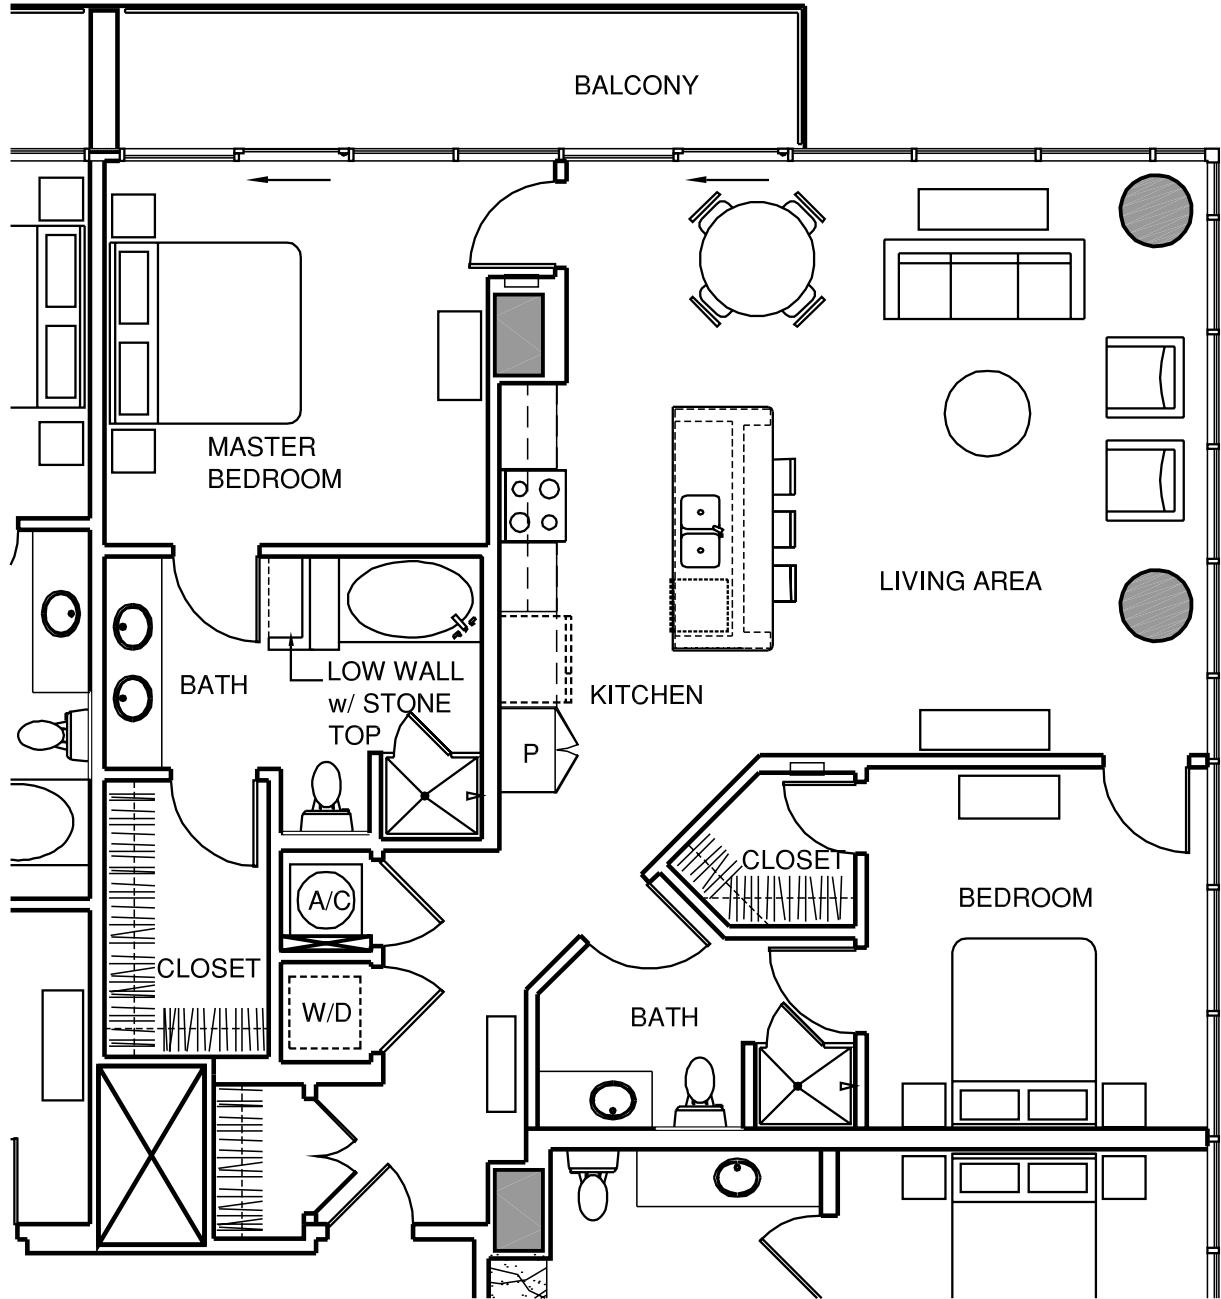 BALCONY
MASTER
BEDROOM
LIVING AREA
BATH
LOW WALL
w/ STONE
TOP
KITCHEN
P
CLOSET
BEDROOM
A/C
CLOSET
W/D
BATH